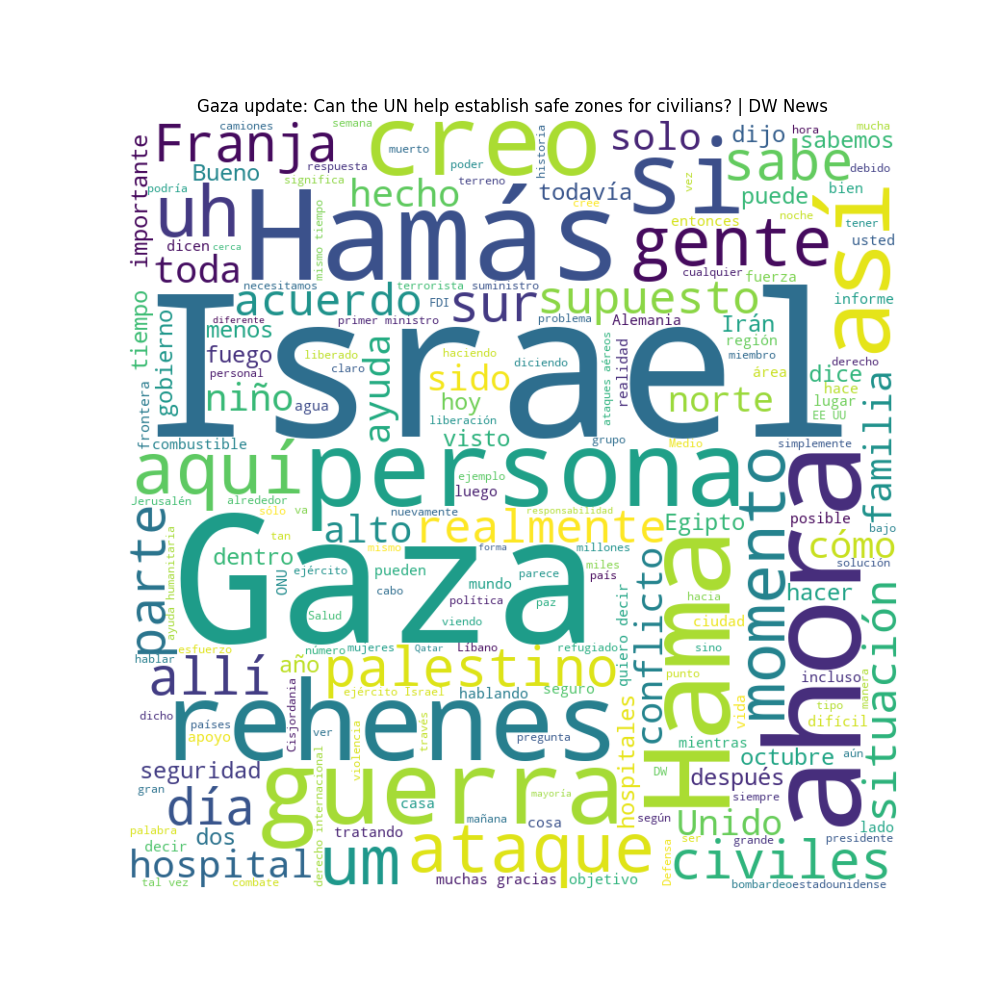 Gaza update: Can the UN help establish safe zones for civilians? | DW News
camiones
semana
Franja
creo
muerto
historia
solo
dijo
hora
mucha
sabemos
importante
Bueno
respuesta
poder
sabe
debido
podría
significa
terreno
si
vez
puede
bien
uh
hecho
todavía
cree
noche
así
mismo tiempo
Hamás
entonces
tener
dicen
cerca
gente
usted
toda
cualquier
fuerza
necesitamos
terrorista
suministro
tiempo
acuerdo
FDI
sur
supuesto
informe
gobierno
diferente
primer ministro
problema
Alemania
Irán
menos
región
Israel
fuego
liberado
haciendo
ataques aéreos
realidad
miembro
derecho
personal
claro
diciendo
área
dice
ayuda
sido
hace
frontera
niño
agua
hoy
norte
lugar
familia
liberación
EE UU
combustible
visto
grupo
Medio
simplemente
aquí
persona
ahora
ejemplo
luego
Jerusalén
alrededor
sólo
va
nuevamente
responsabilidad
momento
parte
alto
realmente
Egipto
posible
bajo
tan
cómo
ayuda humanitaria
dentro
mismo
forma
millones
Hama
solución
ONU
ejército
pueden
mundo
parece
miles
país
Gaza
cabo
política
paz
hacia
hacer
conflicto
Salud
viendo
ciudad
situación
esfuerzo
número
mujeres
Qatar
Líbano
refugiado
quiero decir
sino
hablar
allí
año
palestino
punto
incluso
ejército Israel
hablando
seguro
manera
Cisjordania
hospitales
vida
tipo
dicho
países
rehenes
través
difícil
apoyo
ver
pregunta
mientras
violencia
octubre
aún
seguridad
guerra
DW
después
gran
derecho internacional
casa
mayoría
siempre
día
mañana
cosa
según
Unido
lado
palabra
dos
tratando
ser
grande
presidente
decir
um
ataque
hospital
Defensa
civiles
tal vez
combate
muchas gracias
objetivo
bombardeo
estadounidense